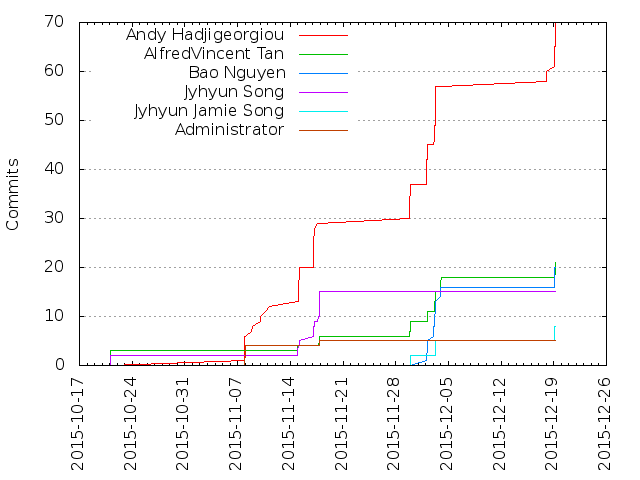 70
60
50
40
30
20
10
0
Commits
Andy Hadjigeorgiou
AlfredVincent Tan
Bao Nguyen
Jyhyun Song
Jyhyun Jamie Song
Administrator
2015-10-17
2015-10-24
2015-10-31
2015-11-07
2015-11-14
2015-11-21
2015-11-28
2015-12-05
2015-12-12
2015-12-19
2015-12-26